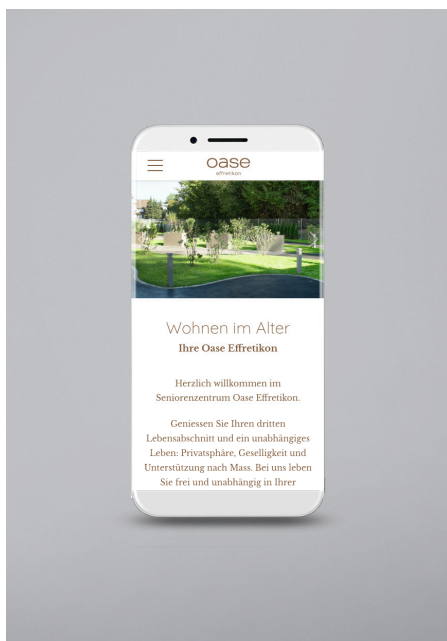 oase
effretikon
Wohnen im Alter
Ihre Oase Effretikon
Herzlich willkommen im
Seniorenzentrum Oase Effretikon.
Geniessen Sie Ihren dritten
Lebensabschnitt und ein unabhängiges
Leben: Privatsphäre, Geselligkeit und
Unterstützung nach Mass. Bei uns leben
Sie frei und unabhängig in Ihrer